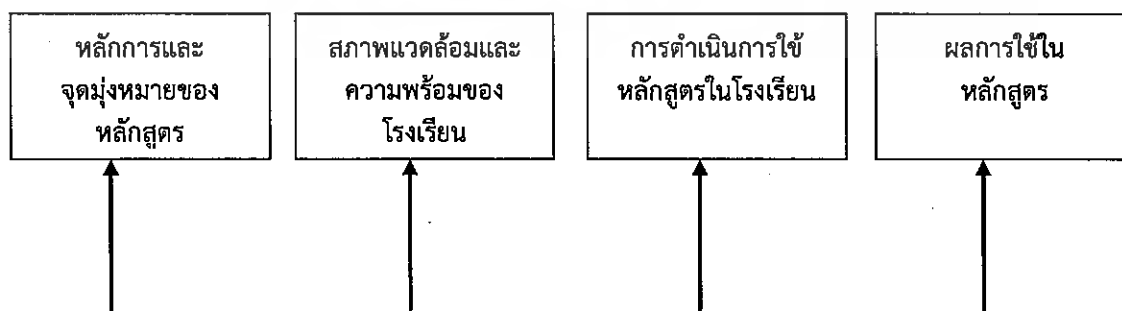 หลักการและ
จุดมุ่งหมายของ
หลักสูตร
สภาพแวดล้อมและ
ความพร้อมของ
โรงเรียน
การดำเนินการใช้
หลักสูตรในโรงเรียน
ผลการใช้ใน
หลักสูตร